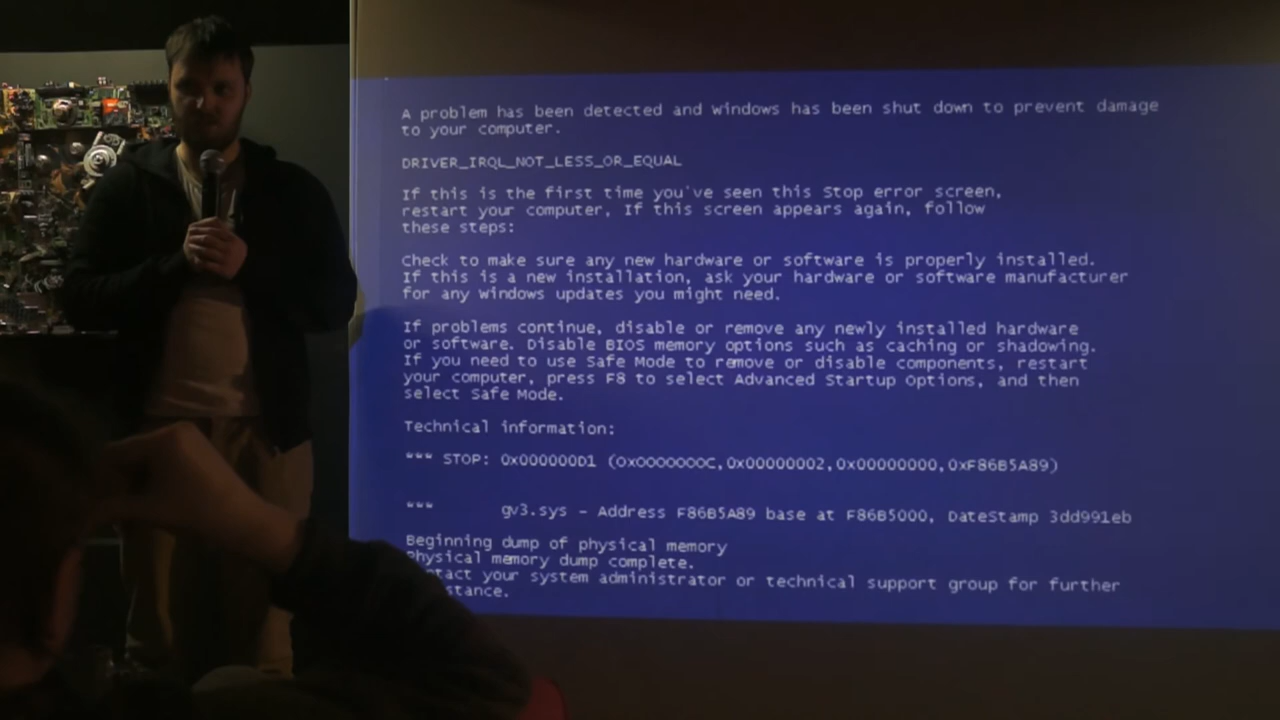 A problem has been detected and Windows has been shut down to prevent damage
to your computer.
DRIVER_IRQL_NOT_LESS_OR_EQUAL
If this is the first time you've seen this Stop error screen,
restart your computer, If this screen appears again, follow
these steps:
Check to make sure any new hardware or software is properly installed.
If this is a new installation, ask your hardware or software manufacturer
for any Windows updates you might need.
If problems continue, disable or remove any newly installed hardware
or software. Disable BIOS memory options such as caching or shadowing.
If you need to use Safe Mode to remove or disable components, restart
your computer, press F8 to select Advanced Startup Options, and then
select Safe Mode.
Technical information:
*** STOP: 0x000000D1 (0x0000000C,0x00000002,0x00000000,0xF86B5A89)
*** gv3.sys - Address F86B5A89 base at F86B5000, DateStamp 3dd991eb
Beginning dump of physical memory
Physical memory dump complete.
tact your system administrator or technical support group for further
stance.